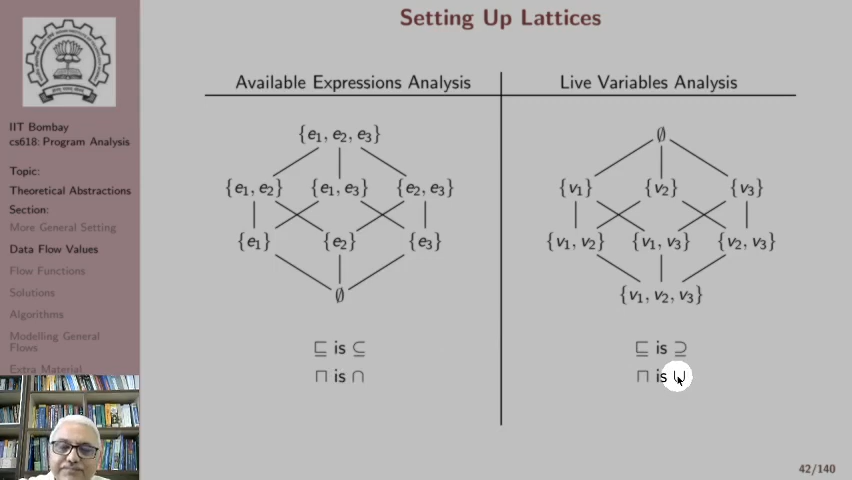 Setting Up Lattices
IIT Bombay
cs618: Program Analysis
Topic:
Theoretical Abstractions
Section:
More General Setting
Data Flow Values
Flow Functions
Solutions
Algorithms
Modelling General
Flows
Extra Material
Available Expressions Analysis
{e₁, e₂, e₃}
{e₁, e₂} {e₁, e₃} {e₂, e₃}
{e₁} {e₂} {e₃}
∅
⊑ is ⊆
⊓ is ∩
Live Variables Analysis
∅
{v₁} {v₂} {v₃}
{v₁, v₂} {v₁, v₃} {v₂, v₃}
{v₁, v₂, v₃}
⊑ is ⊇
⊓ is ∪
42/140